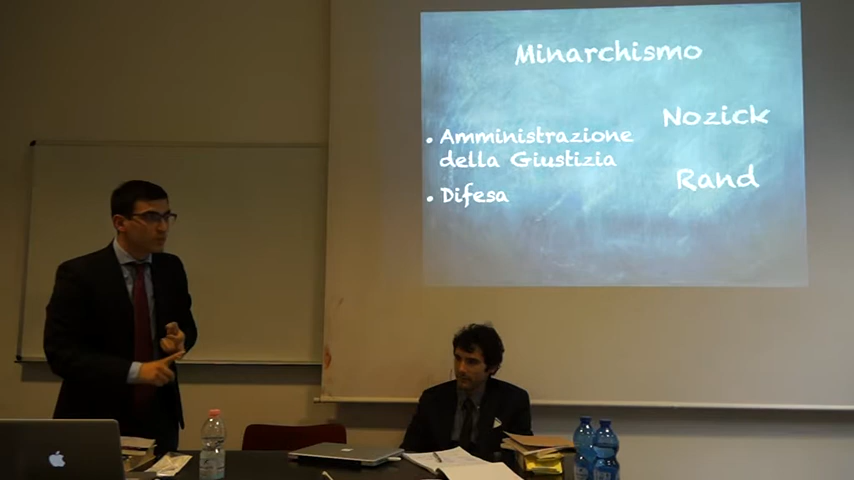 Minarchismo
• Amministrazione
della Giustizia
• Difesa
Nozick
Rand